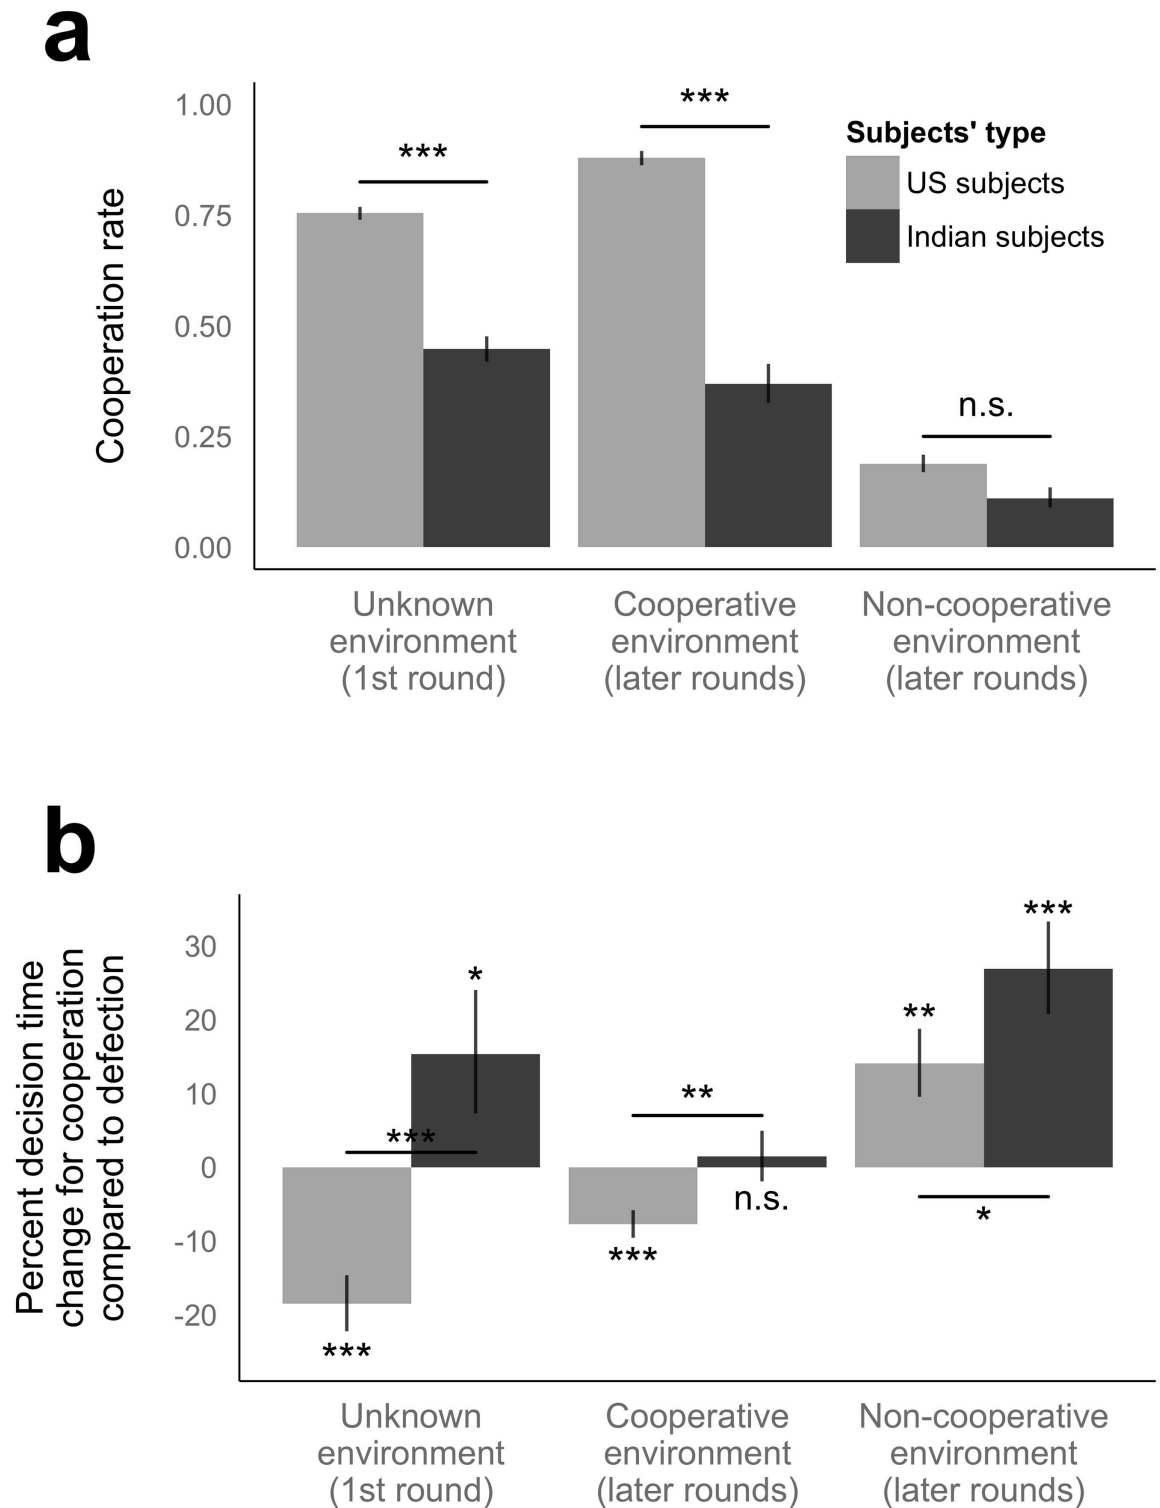 a
1.00
0.75
0.50
0.25
0.00
Cooperation rate
***
***
n.s.
Subjects' type
US subjects
Indian subjects
Unknown
environment
(1st round)
Cooperative
environment
(later rounds)
Non-cooperative
environment
(later rounds)
b
Percent decision time
change for cooperation
compared to defection
30
20
10
0
-10
-20
*
***
***
**
n.s.
***
***
**
*
Unknown
environment
(1st round)
Cooperative
environment
(later rounds)
Non-cooperative
environment
(later rounds)